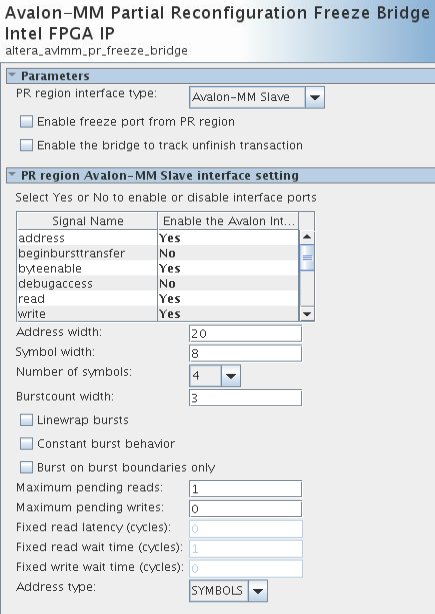 Avalon-MM Partial Reconfiguration Freeze Bridge
Intel FPGA IP
altera_avlmm_pr_freeze_bridge
Parameters
PR region interface type: Avalon-MM Slave
Enable freeze port from PR region
Enable the bridge to track unfinish transaction
PR region Avalon-MM Slave interface setting
Select Yes or No to enable or disable interface ports
Signal Name Enable the Avalon Int...
address Yes
beginbursttransfer No
byteenable Yes
debugaccess No
read Yes
write Yes
Address width: 20
Symbol width: 8
Number of symbols: 4
Burstcount width: 3
Linewrap bursts
Constant burst behavior
Burst on burst boundaries only
Maximum pending reads: 1
Maximum pending writes: 0
Fixed read latency (cycles): 0
Fixed read wait time (cycles): 1
Fixed write wait time (cycles): 0
Address type: SYMBOLS